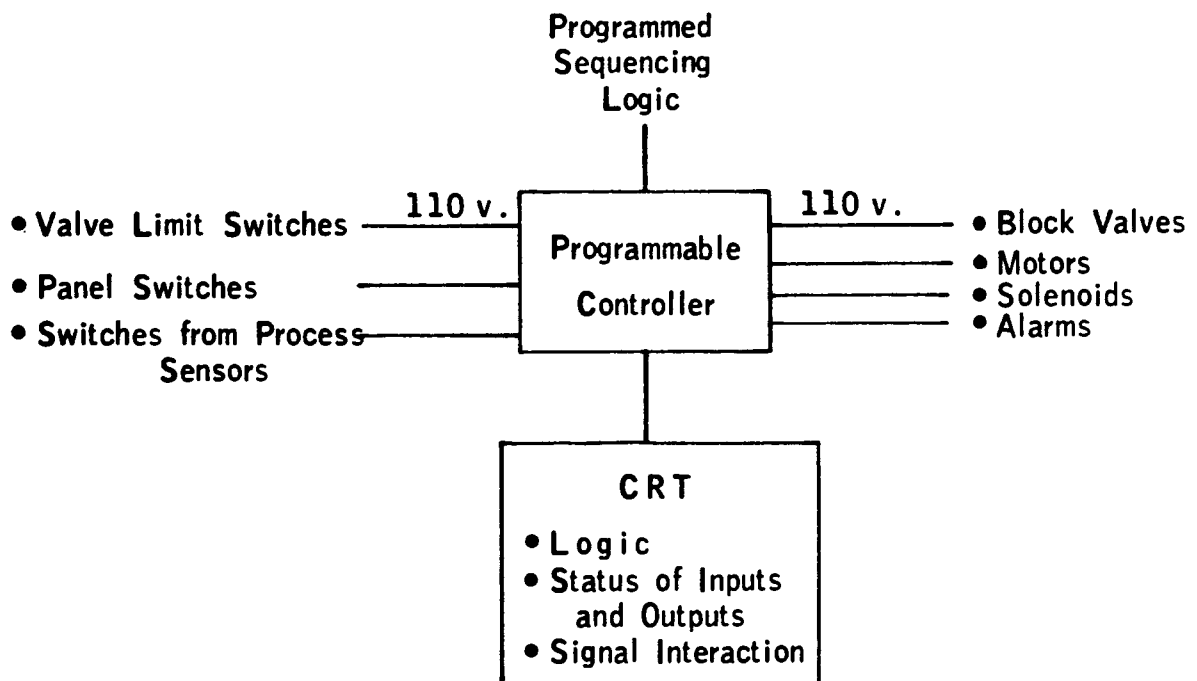 Programmed
Sequencing
Logic
110 v.
110 v.
• Valve Limit Switches
• Panel Switches
• Switches from Process
Sensors
Programmable
Controller
• Block Valves
• Motors
• Solenoids
• Alarms
CRT
• Logic
• Status of Inputs
and Outputs
• Signal Interaction